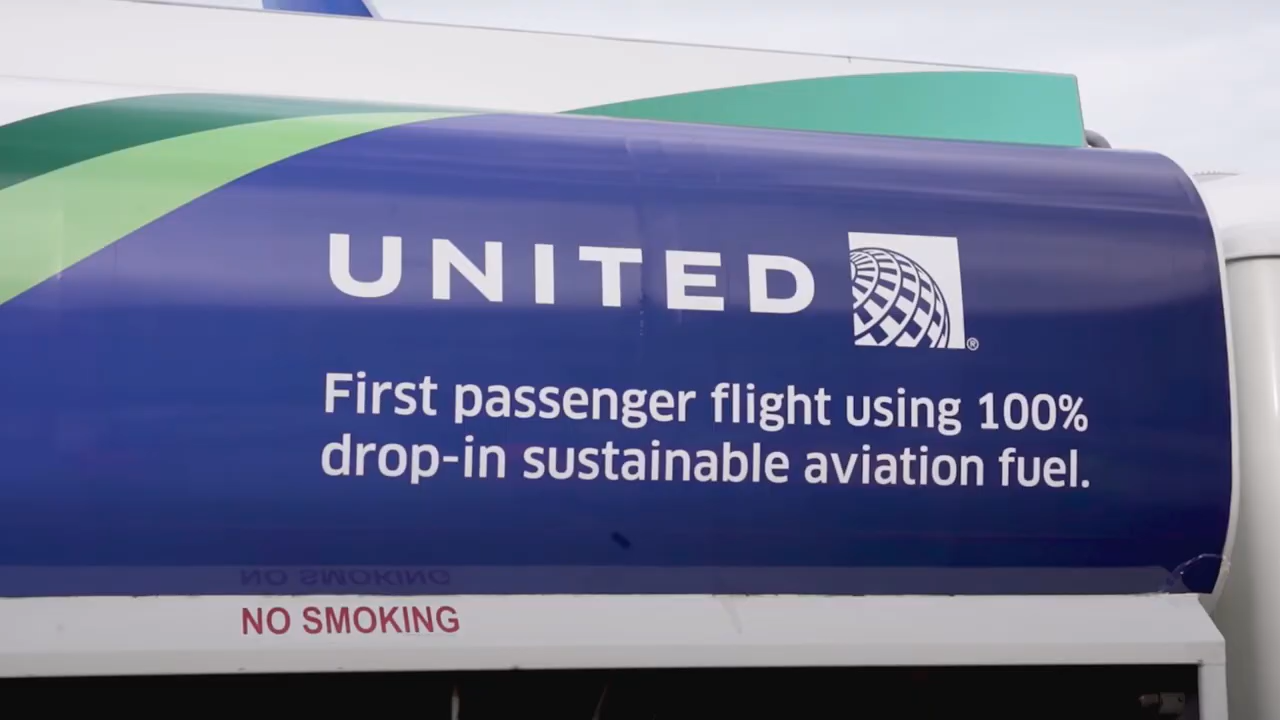 UNITED
First passenger flight using 100%
drop-in sustainable aviation fuel.
NO SMOKING